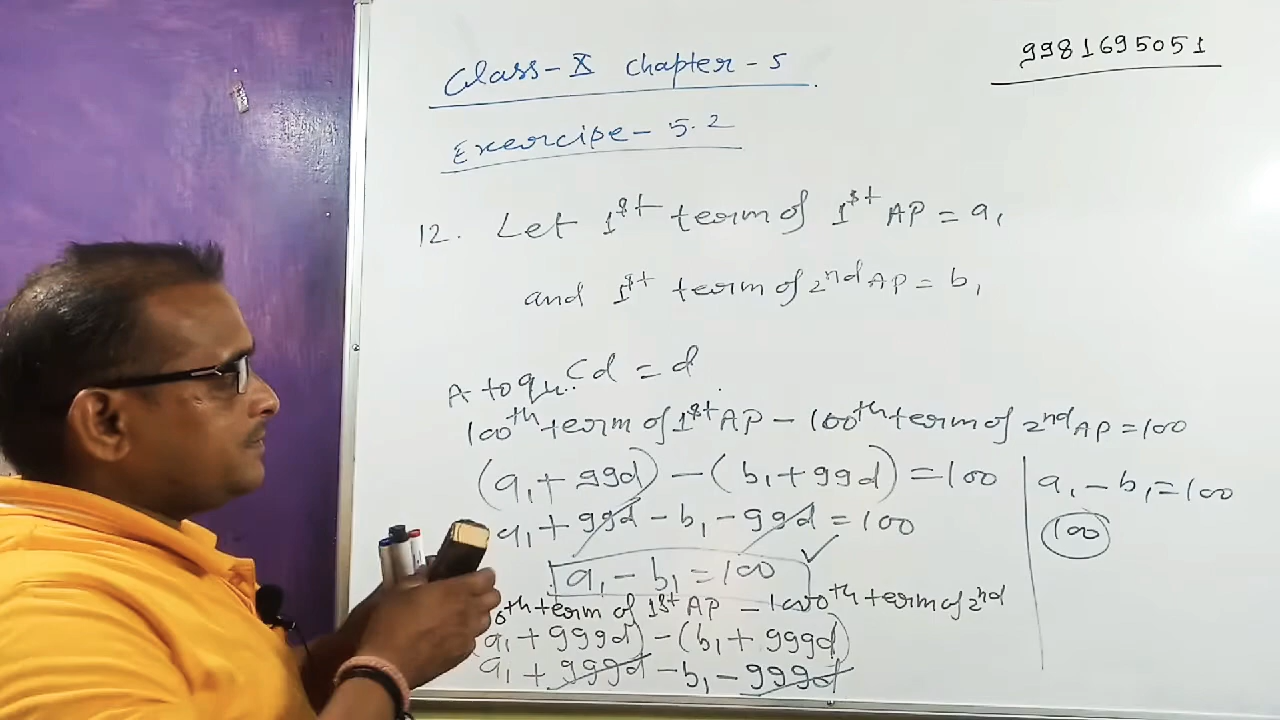 9981695051
Class-X chapter-5
Exercise-5.2
12. Let 1st term of 1st AP = a₁
and 1st term of 2nd AP = b₁
A to qu. Cd = d
100th term of 1st AP - 100th term of 2nd AP = 100
(a₁ + 99d) - (b₁ + 99d) = 100
a₁ + 99d - b₁ - 99d = 100
a₁ - b₁ = 100
0th term of 1st AP - 1000th term of 2nd
(a₁ + 999d) - (b₁ + 999d)
a₁ + 999d - b₁ - 999d
a₁ - b₁ = 100
100